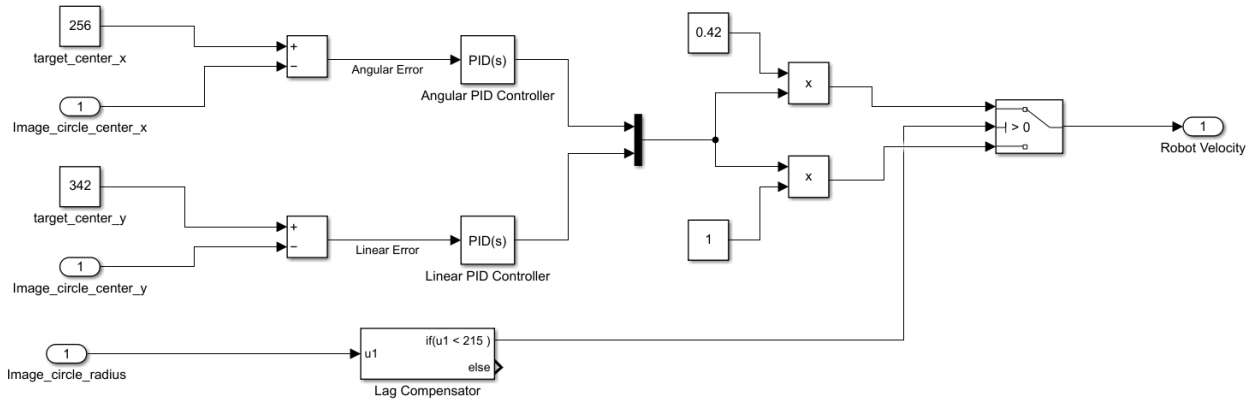 256
target_center_x
1
Image_circle_center_x
+
−
Angular Error
PID(s)
Angular PID Controller
342
target_center_y
1
Image_circle_center_y
+
−
Linear Error
PID(s)
Linear PID Controller
0.42
x
x
1
> 0
1
Robot Velocity
1
Image_circle_radius
u1
if(u1 < 215 )
else
Lag Compensator